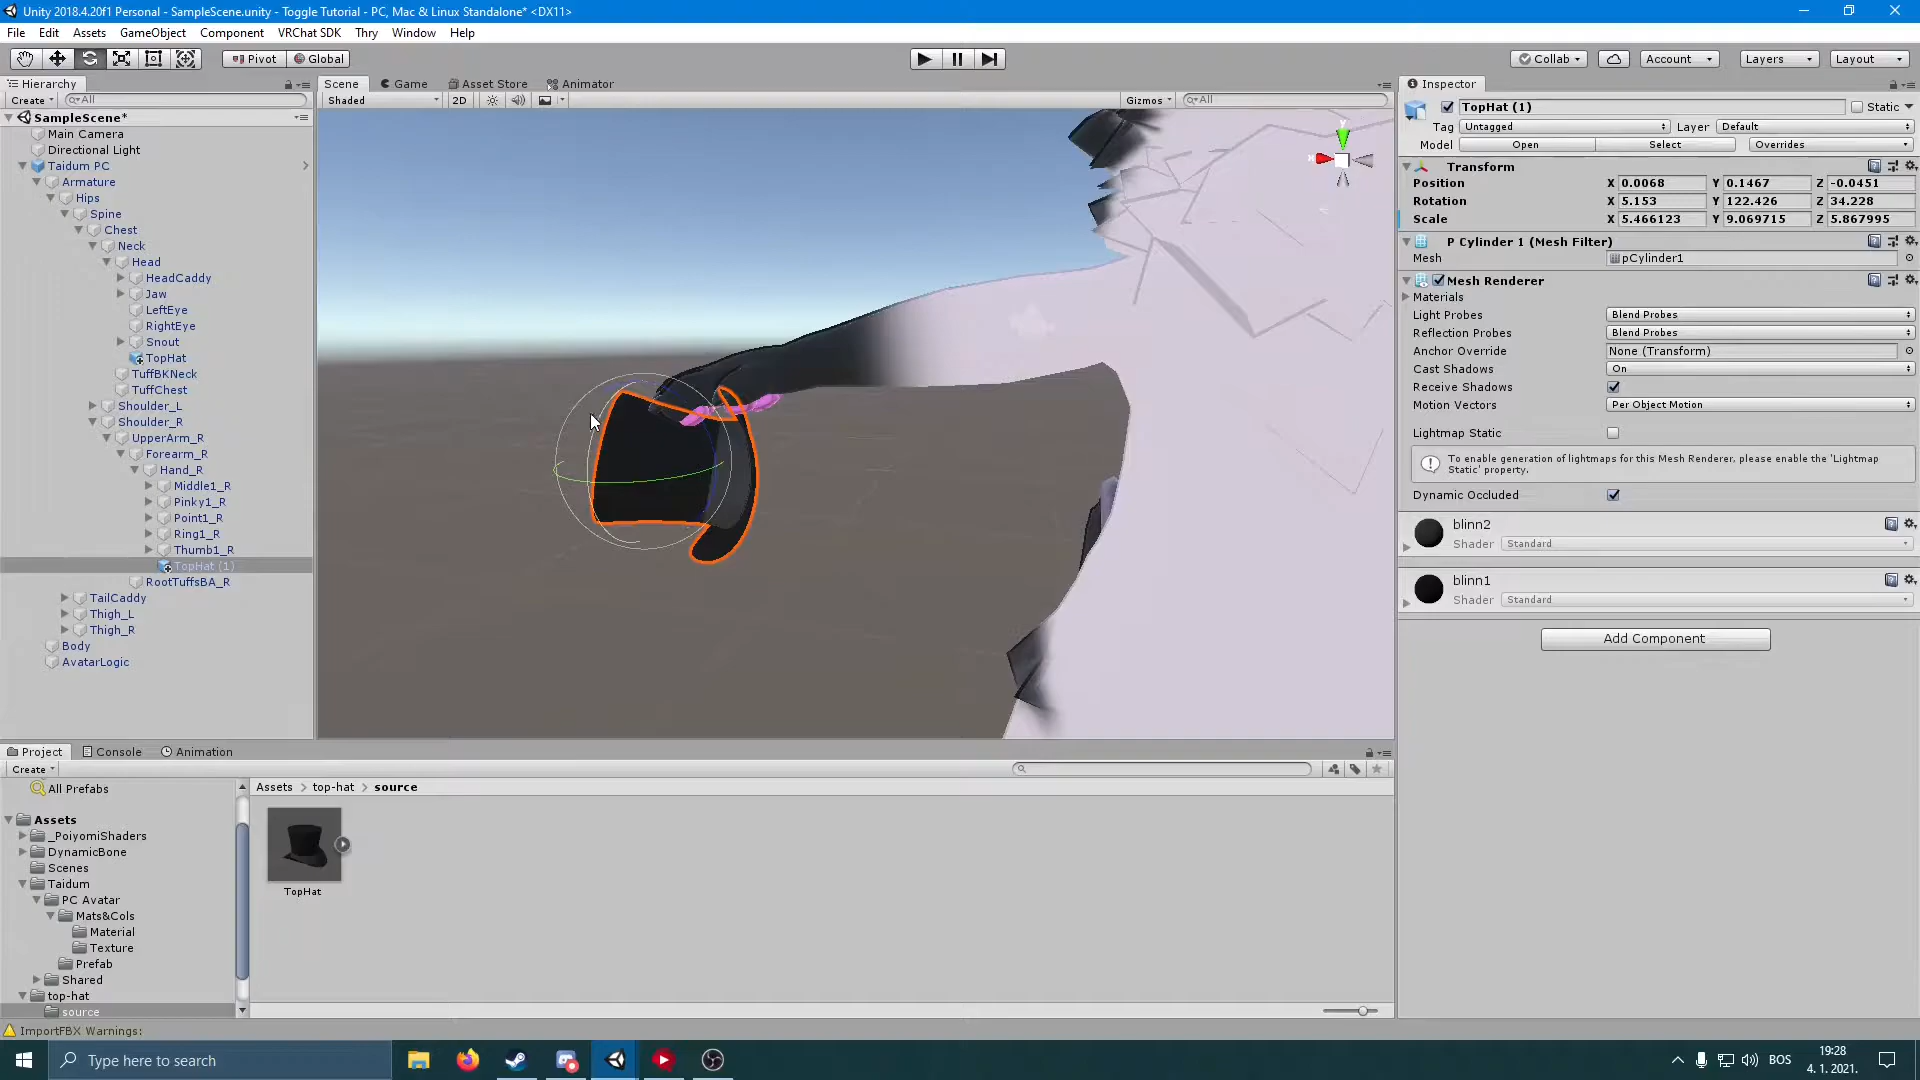 Unity 2018.4.20f1 Personal - SampleScene.unity - Toggle Tutorial - PC, Mac & Linux Standalone* <DX11>
File Edit Assets GameObject Component VRChat SDK Thry Window Help
Pivot Global Collab Account Layers Layout
Hierarchy
Create All
SampleScene*
Main Camera
Directional Light
Taidum PC
Armature
Hips
Spine
Chest
Neck
Head
HeadCaddy
Jaw
LeftEye
RightEye
Snout
TopHat
TuffBKNeck
TuffChest
Shoulder_L
Shoulder_R
UpperArm_R
Forearm_R
Hand_R
Middle1_R
Pinky1_R
Point1_R
Ring1_R
Thumb1_R
TopHat (1)
RootTuffsBA_R
TailCaddy
Thigh_L
Thigh_R
Body
AvatarLogic
Scene Game Asset Store Animator
Shaded 2D Gizmos All
y
x
Inspector
TopHat (1) Static
Tag Untagged Layer Default
Model Open Select Overrides
Transform
Position X 0.0068 Y 0.1467 Z -0.0451
Rotation X 5.153 Y 122.426 Z 34.228
Scale X 5.466123 Y 9.069715 Z 5.867995
P Cylinder 1 (Mesh Filter)
Mesh pCylinder1
Mesh Renderer
Materials
Light Probes Blend Probes
Reflection Probes Blend Probes
Anchor Override None (Transform)
Cast Shadows On
Receive Shadows
Motion Vectors Per Object Motion
Lightmap Static
To enable generation of lightmaps for this Mesh Renderer, please enable the 'Lightmap
Static' property.
Dynamic Occluded
blinn2
Shader Standard
blinn1
Shader Standard
Add Component
Project Console Animation
Create
All Prefabs
Assets
_PoiyomiShaders
DynamicBone
Scenes
Taidum
PC Avatar
Mats&Cols
Material
Texture
Prefab
Shared
top-hat
source
Assets > top-hat > source
TopHat
ImportFBX Warnings:
Type here to search
BOS
19:28
4. 1. 2021.